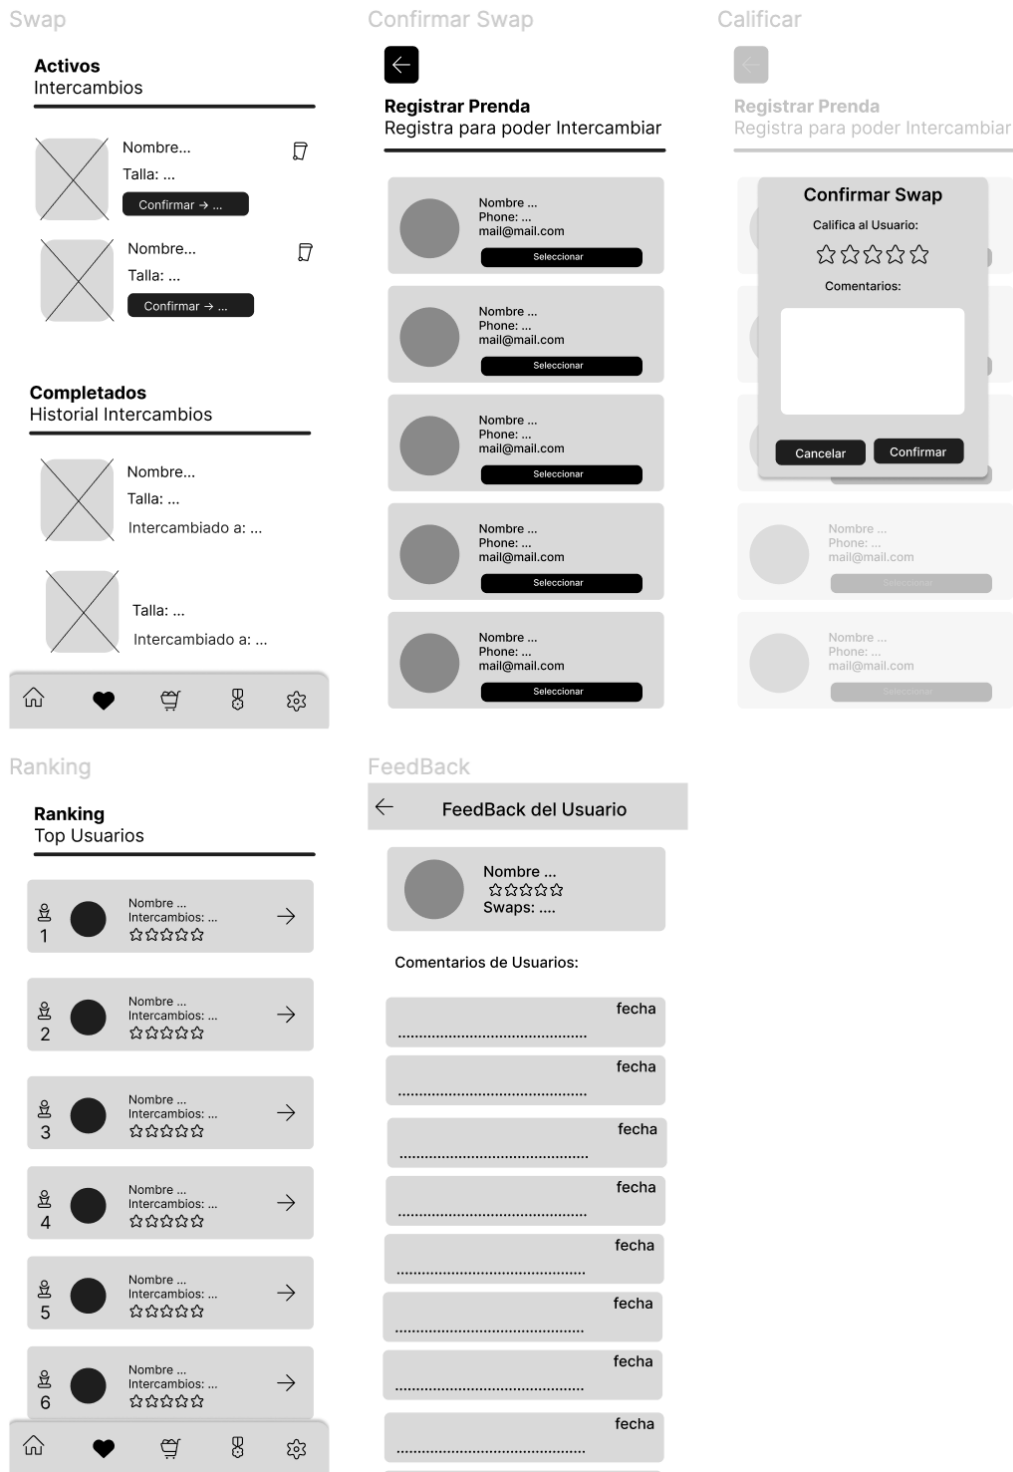 Swap
Activos
Intercambios
Nombre...
Talla: ...
Confirmar → ...
Nombre...
Talla: ...
Confirmar → ...
Completados
Historial Intercambios
Nombre...
Talla: ...
Intercambiado a: ...
Talla: ...
Intercambiado a: ...
Confirmar Swap
Registrar Prenda
Registra para poder Intercambiar
Nombre ...
Phone: ...
mail@mail.com
Seleccionar
Nombre ...
Phone: ...
mail@mail.com
Seleccionar
Nombre ...
Phone: ...
mail@mail.com
Seleccionar
Nombre ...
Phone: ...
mail@mail.com
Seleccionar
Nombre ...
Phone: ...
mail@mail.com
Seleccionar
Calificar
Registrar Prenda
Registra para poder Intercambiar
Confirmar Swap
Califica al Usuario:
Comentarios:
Cancelar
Confirmar
Nombre ...
Phone: ...
mail@mail.com
Seleccionar
Nombre ...
Phone: ...
mail@mail.com
Seleccionar
Ranking
Ranking
Top Usuarios
1
Nombre ...
Intercambios: ...
2
Nombre ...
Intercambios: ...
3
Nombre ...
Intercambios: ...
4
Nombre ...
Intercambios: ...
5
Nombre ...
Intercambios: ...
6
Nombre ...
Intercambios: ...
FeedBack
FeedBack del Usuario
Nombre ...
Swaps: ....
Comentarios de Usuarios:
fecha
fecha
fecha
fecha
fecha
fecha
fecha
fecha